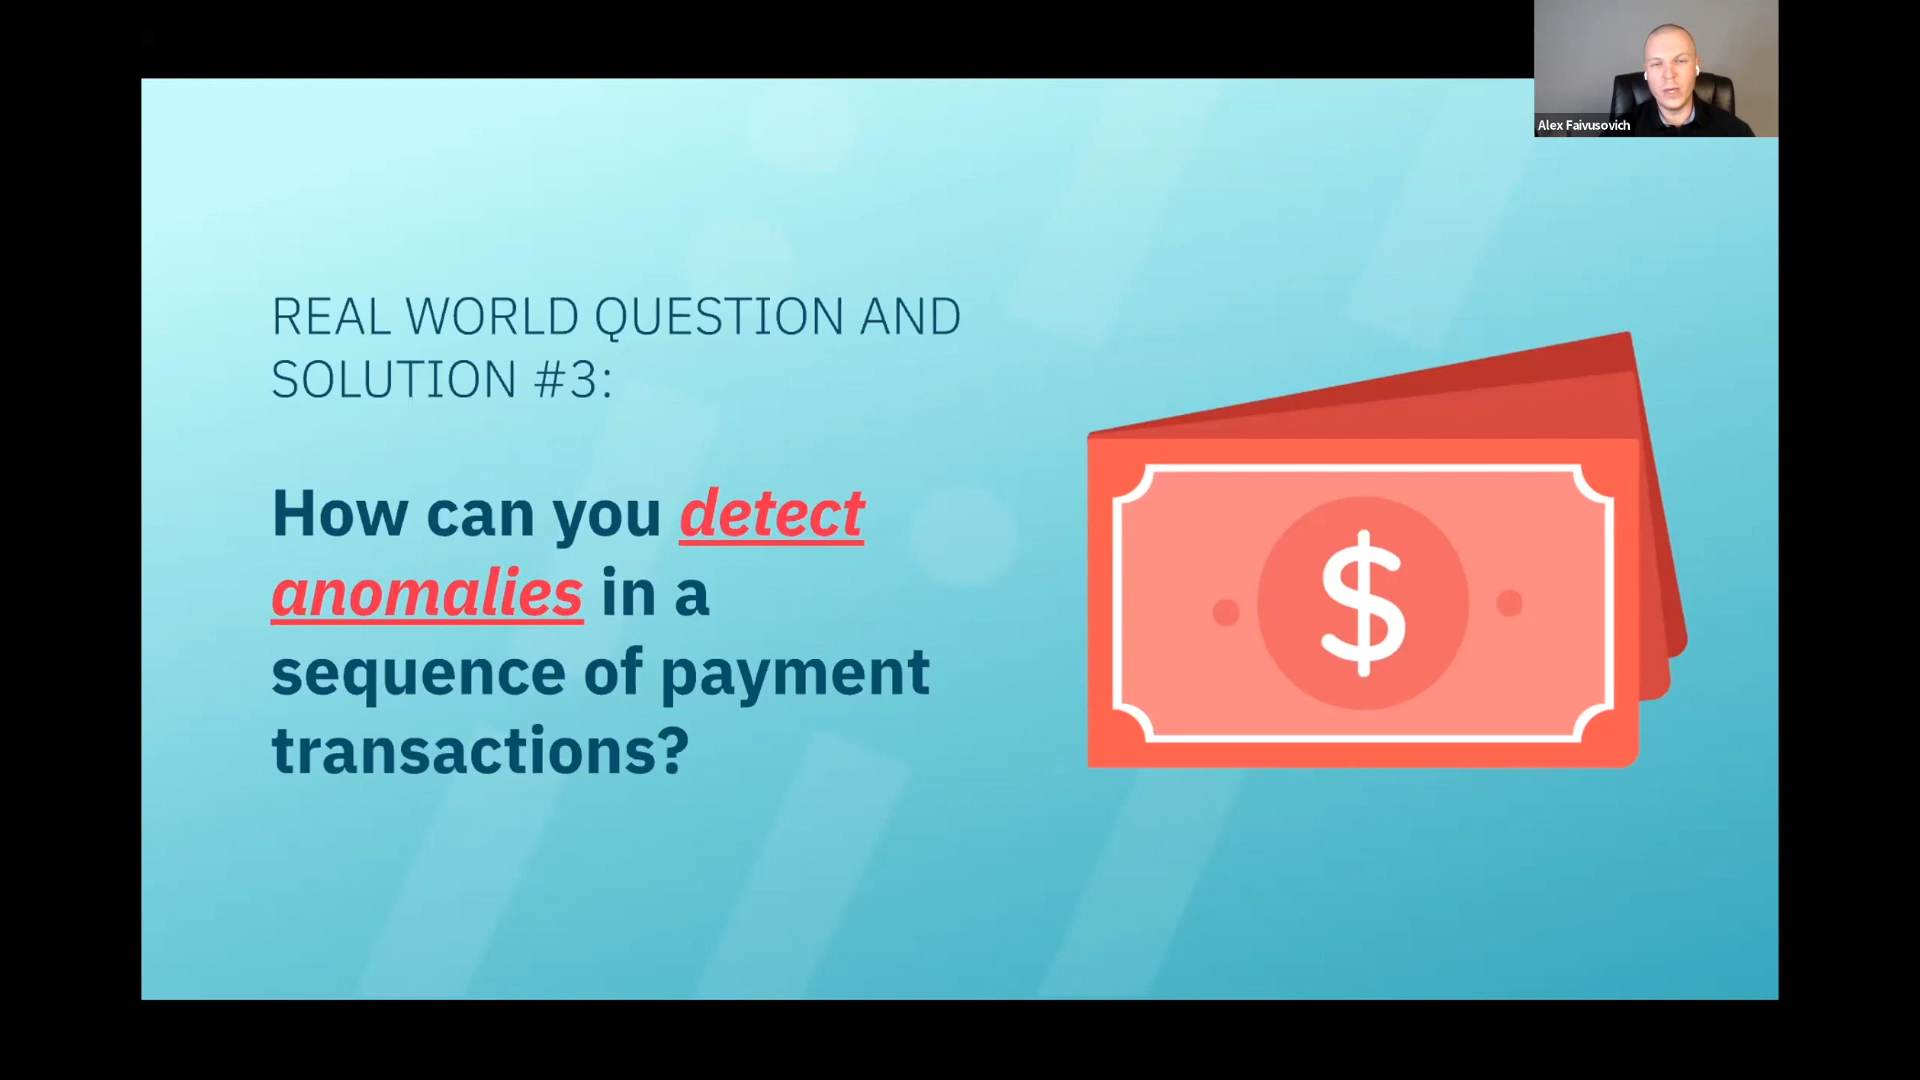 Alex Faivusovich
REAL WORLD QUESTION AND
SOLUTION #3:
How can you detect
anomalies in a
sequence of payment
transactions?
$